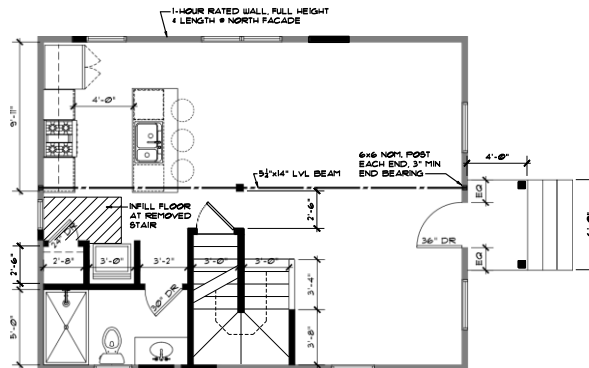 1-HOUR RATED WALL, FULL HEIGHT
& LENGTH @ NORTH FACADE
9'-11"
4'-0"
5¼"x14" LVL BEAM
6x6 NOM. POST
EACH END, 3" MIN
END BEARING
4'-0"
EQ
INFILL FLOOR
AT REMOVED
STAIR
2'-6"
24" DR
36" DR
EQ
2'-6"
2'-8"
3'-0"
3'-2"
3'-0"
3'-0"
30" DR
3'-4"
5'-0"
3'-8"